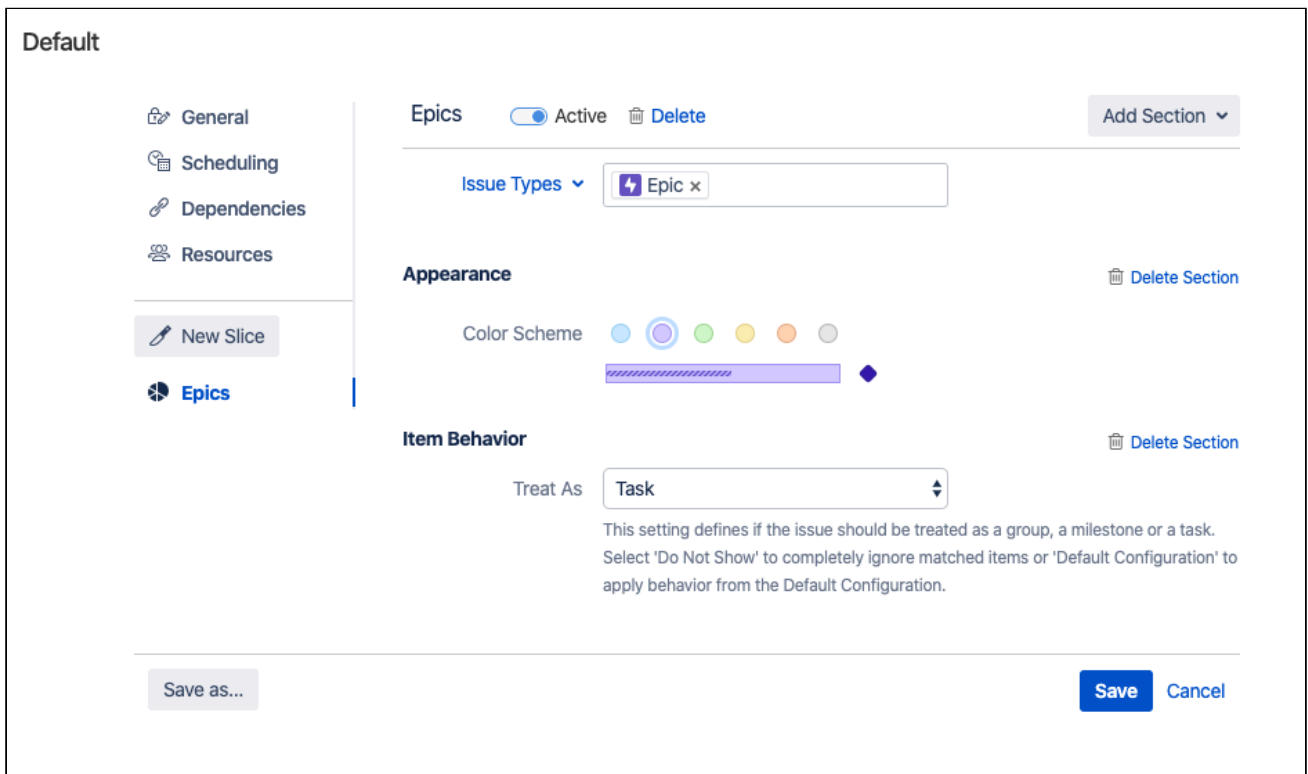 Default
General
Scheduling
Dependencies
Resources
New Slice
Epics
Epics Active Delete Add Section
Issue Types Epic ×
Appearance Delete Section
Color Scheme
Item Behavior Delete Section
Treat As Task
This setting defines if the issue should be treated as a group, a milestone or a task.
Select 'Do Not Show' to completely ignore matched items or 'Default Configuration' to
apply behavior from the Default Configuration.
Save as...
Save Cancel